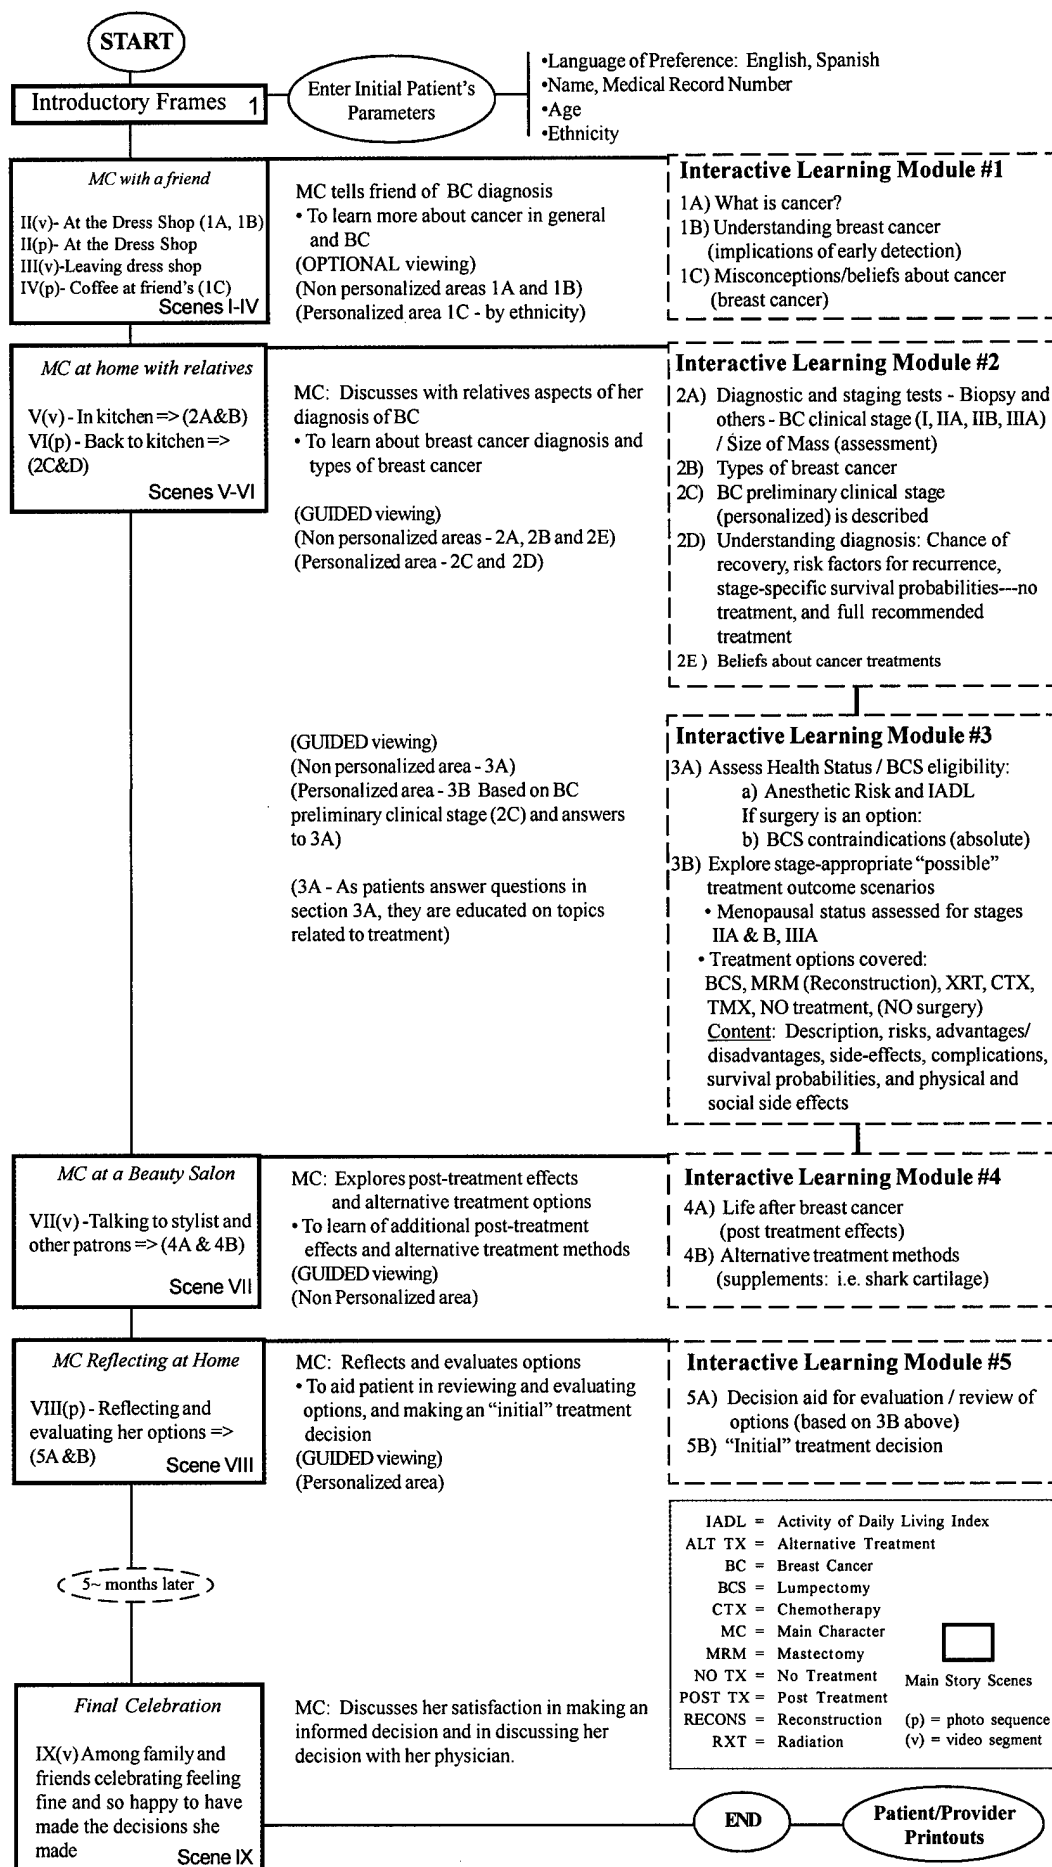 START
Introductory Frames 1
Enter Initial Patient's
Parameters
•Language of Preference: English, Spanish
•Name, Medical Record Number
•Age
•Ethnicity
MC with a friend
II(v)- At the Dress Shop (1A, 1B)
II(p)- At the Dress Shop
III(v)-Leaving dress shop
IV(p)- Coffee at friend's (1C)
Scenes I-IV
MC tells friend of BC diagnosis
• To learn more about cancer in general
and BC
(OPTIONAL viewing)
(Non personalized areas 1A and 1B)
(Personalized area 1C - by ethnicity)
Interactive Learning Module #1
1A) What is cancer?
1B) Understanding breast cancer
(implications of early detection)
1C) Misconceptions/beliefs about cancer
(breast cancer)
MC at home with relatives
V(v) - In kitchen => (2A&B)
VI(p) - Back to kitchen =>
(2C&D)
Scenes V-VI
MC: Discusses with relatives aspects of her
diagnosis of BC
• To learn about breast cancer diagnosis and
types of breast cancer
(GUIDED viewing)
(Non personalized areas - 2A, 2B and 2E)
(Personalized area - 2C and 2D)
Interactive Learning Module #2
2A) Diagnostic and staging tests - Biopsy and
others - BC clinical stage (I, IIA, IIB, IIIA)
/ Size of Mass (assessment)
2B) Types of breast cancer
2C) BC preliminary clinical stage
(personalized) is described
2D) Understanding diagnosis: Chance of
recovery, risk factors for recurrence,
stage-specific survival probabilities---no
treatment, and full recommended
treatment
2E ) Beliefs about cancer treatments
(GUIDED viewing)
(Non personalized area - 3A)
(Personalized area - 3B Based on BC
preliminary clinical stage (2C) and answers
to 3A)
(3A - As patients answer questions in
section 3A, they are educated on topics
related to treatment)
Interactive Learning Module #3
3A) Assess Health Status / BCS eligibility:
a) Anesthetic Risk and IADL
If surgery is an option:
b) BCS contraindications (absolute)
3B) Explore stage-appropriate “possible”
treatment outcome scenarios
• Menopausal status assessed for stages
IIA & B, IIIA
• Treatment options covered:
BCS, MRM (Reconstruction), XRT, CTX,
TMX, NO treatment, (NO surgery)
Content: Description, risks, advantages/
disadvantages, side-effects, complications,
survival probabilities, and physical and
social side effects
MC at a Beauty Salon
VII(v) -Talking to stylist and
other patrons => (4A & 4B)
Scene VII
MC: Explores post-treatment effects
and alternative treatment options
• To learn of additional post-treatment
effects and alternative treatment methods
(GUIDED viewing)
(Non Personalized area)
Interactive Learning Module #4
4A) Life after breast cancer
(post treatment effects)
4B) Alternative treatment methods
(supplements: i.e. shark cartilage)
MC Reflecting at Home
VIII(p) - Reflecting and
evaluating her options =>
(5A &B)
Scene VIII
MC: Reflects and evaluates options
• To aid patient in reviewing and evaluating
options, and making an “initial” treatment
decision
(GUIDED viewing)
(Personalized area)
Interactive Learning Module #5
5A) Decision aid for evaluation / review of
options (based on 3B above)
5B) “Initial” treatment decision
5~ months later
IADL = Activity of Daily Living Index
ALT TX = Alternative Treatment
BC = Breast Cancer
BCS = Lumpectomy
CTX = Chemotherapy
MC = Main Character
MRM = Mastectomy
NO TX = No Treatment
POST TX = Post Treatment
RECONS = Reconstruction
RXT = Radiation
Main Story Scenes
(p) = photo sequence
(v) = video segment
Final Celebration
IX(v) Among family and
friends celebrating feeling
fine and so happy to have
made the decisions she
made
Scene IX
MC: Discusses her satisfaction in making an
informed decision and in discussing her
decision with her physician.
END
Patient/Provider
Printouts